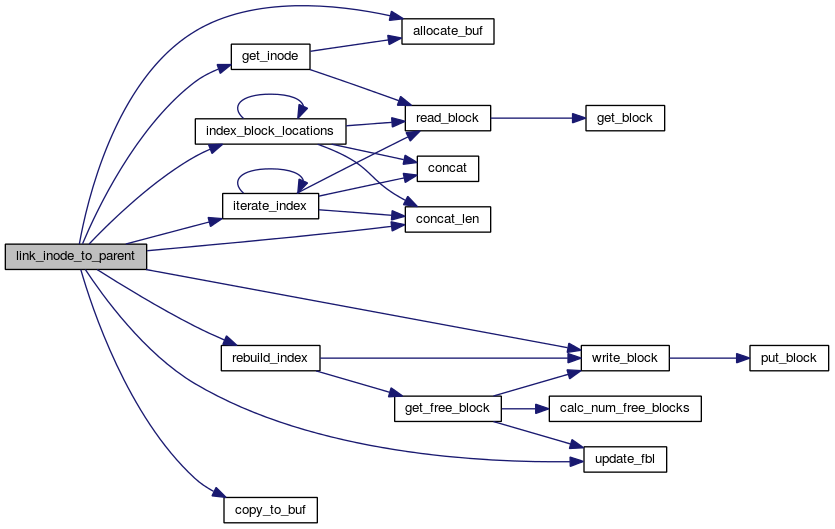 allocate_buf
get_inode
read_block
get_block
index_block_locations
concat
iterate_index
concat_len
link_inode_to_parent
rebuild_index
write_block
put_block
get_free_block
calc_num_free_blocks
update_fbl
copy_to_buf